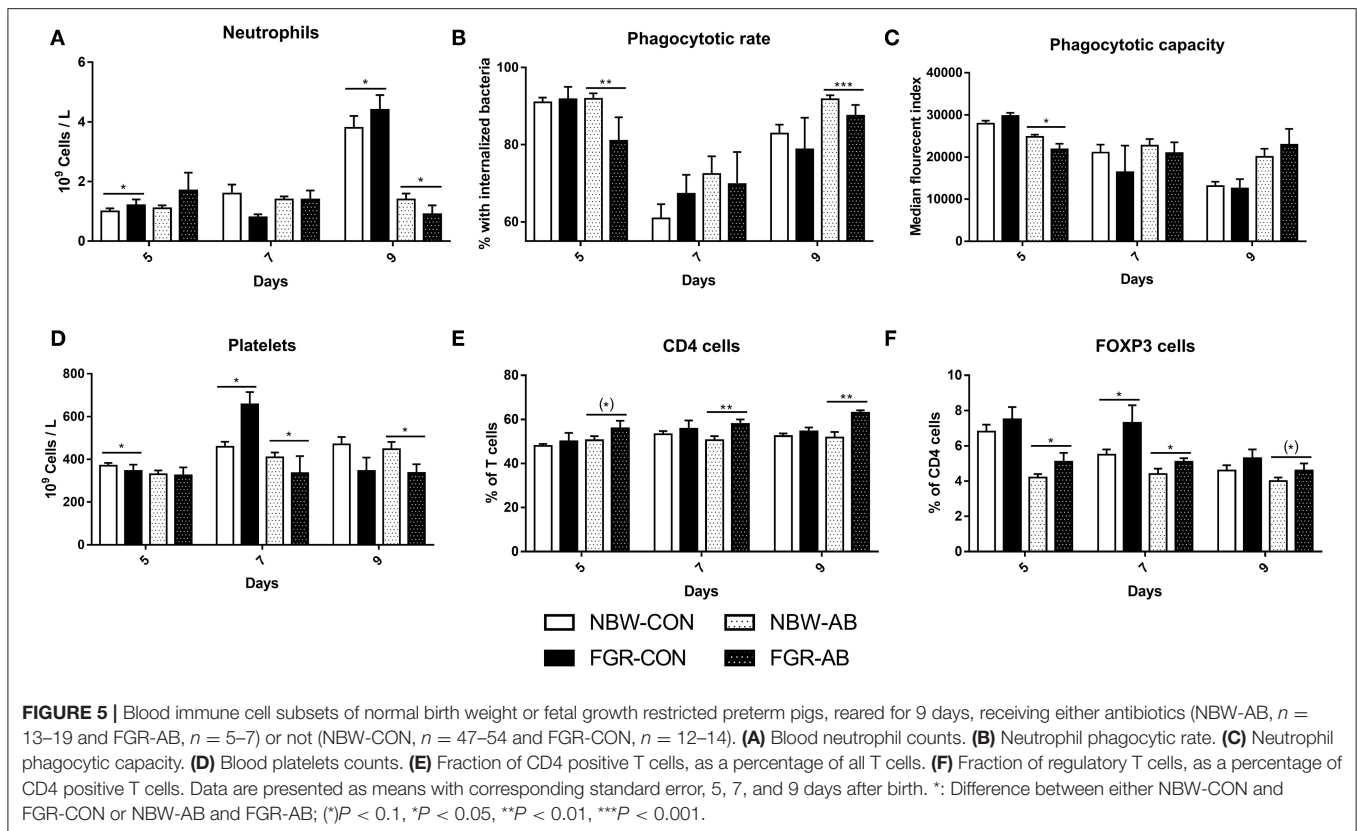 A
Neutrophils
10⁹ Cells / L
6
4
2
0
*
*
*
5
7
9
Days
B
Phagocytotic rate
% with internalized bacteria
100
80
60
**
***
5
7
9
Days
C
Phagocytotic capacity
Median flourecent index
40000
30000
20000
10000
0
*
5
7
9
Days
D
Platelets
10⁹ Cells / L
800
600
400
200
0
*
*
*
*
5
7
9
Days
E
CD4 cells
% of T cells
80
60
40
20
0
(*)
**
**
5
7
9
Days
F
FOXP3 cells
% of CD4 cells
10
8
6
4
2
0
*
*
*
(*)
5
7
9
Days
NBW-CON NBW-AB
FGR-CON FGR-AB
FIGURE 5 | Blood immune cell subsets of normal birth weight or fetal growth restricted preterm pigs, reared for 9 days, receiving either antibiotics (NBW-AB, n =
13–19 and FGR-AB, n = 5–7) or not (NBW-CON, n = 47–54 and FGR-CON, n = 12–14). (A) Blood neutrophil counts. (B) Neutrophil phagocytic rate. (C) Neutrophil
phagocytic capacity. (D) Blood platelets counts. (E) Fraction of CD4 positive T cells, as a percentage of all T cells. (F) Fraction of regulatory T cells, as a percentage of
CD4 positive T cells. Data are presented as means with corresponding standard error, 5, 7, and 9 days after birth. *: Difference between either NBW-CON and
FGR-CON or NBW-AB and FGR-AB; (*)P < 0.1, *P < 0.05, **P < 0.01, ***P < 0.001.